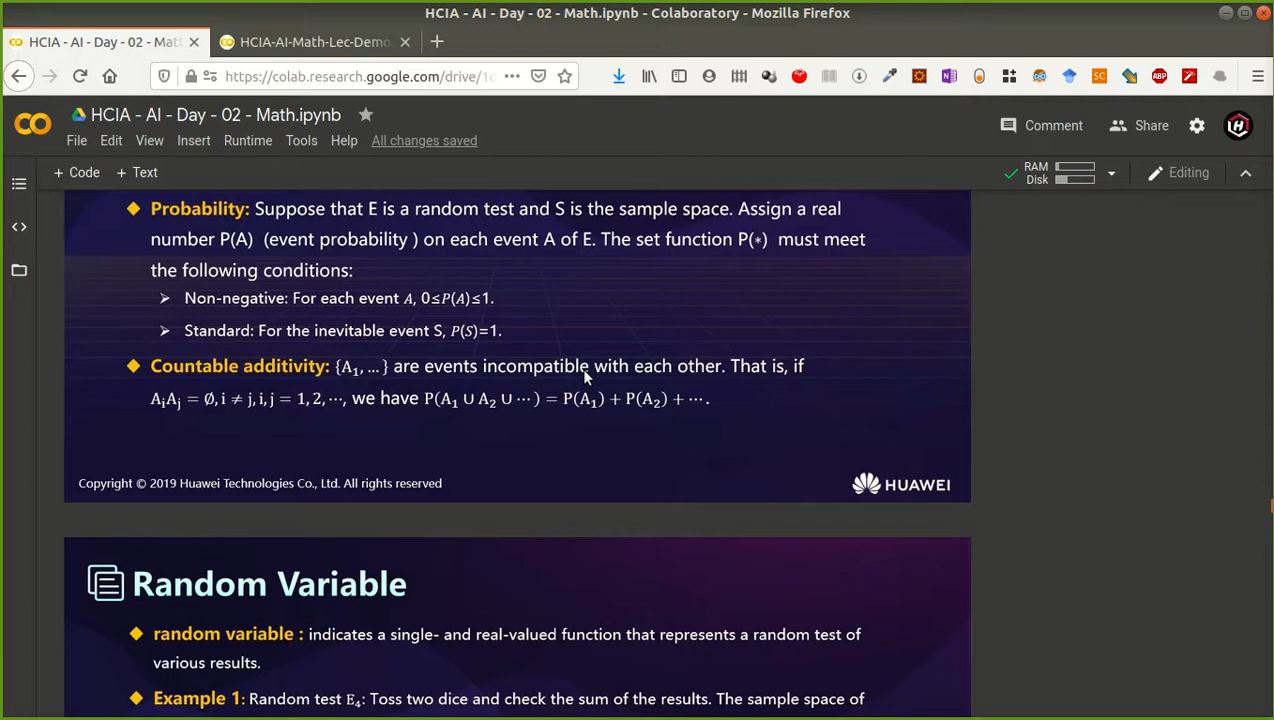 HCIA - AI - Day - 02 - Math.ipynb - Colaboratory - Mozilla Firefox
HCIA - AI - Day - 02 - Mat
HCIA-AI-Math-Lec-Demo.
https://colab.research.google.com/drive/1
HCIA - AI - Day - 02 - Math.ipynb
Comment
Share
File Edit View Insert Runtime Tools Help All changes saved
+ Code + Text
RAM
Disk
Editing
Probability: Suppose that E is a random test and S is the sample space. Assign a real
number P(A) (event probability ) on each event A of E. The set function P(*) must meet
the following conditions:
Non-negative: For each event A, 0≤P(A)≤1.
Standard: For the inevitable event S, P(S)=1.
Countable additivity: {A₁, … } are events incompatible with each other. That is, if
AᵢAⱼ = ∅, i ≠ j, i, j = 1, 2, ⋯, we have P(A₁ ∪ A₂ ∪ ⋯ ) = P(A₁) + P(A₂) + ⋯.
Copyright © 2019 Huawei Technologies Co., Ltd. All rights reserved
HUAWEI
Random Variable
random variable : indicates a single- and real-valued function that represents a random test of
various results.
Example 1: Random test E₄: Toss two dice and check the sum of the results. The sample space of